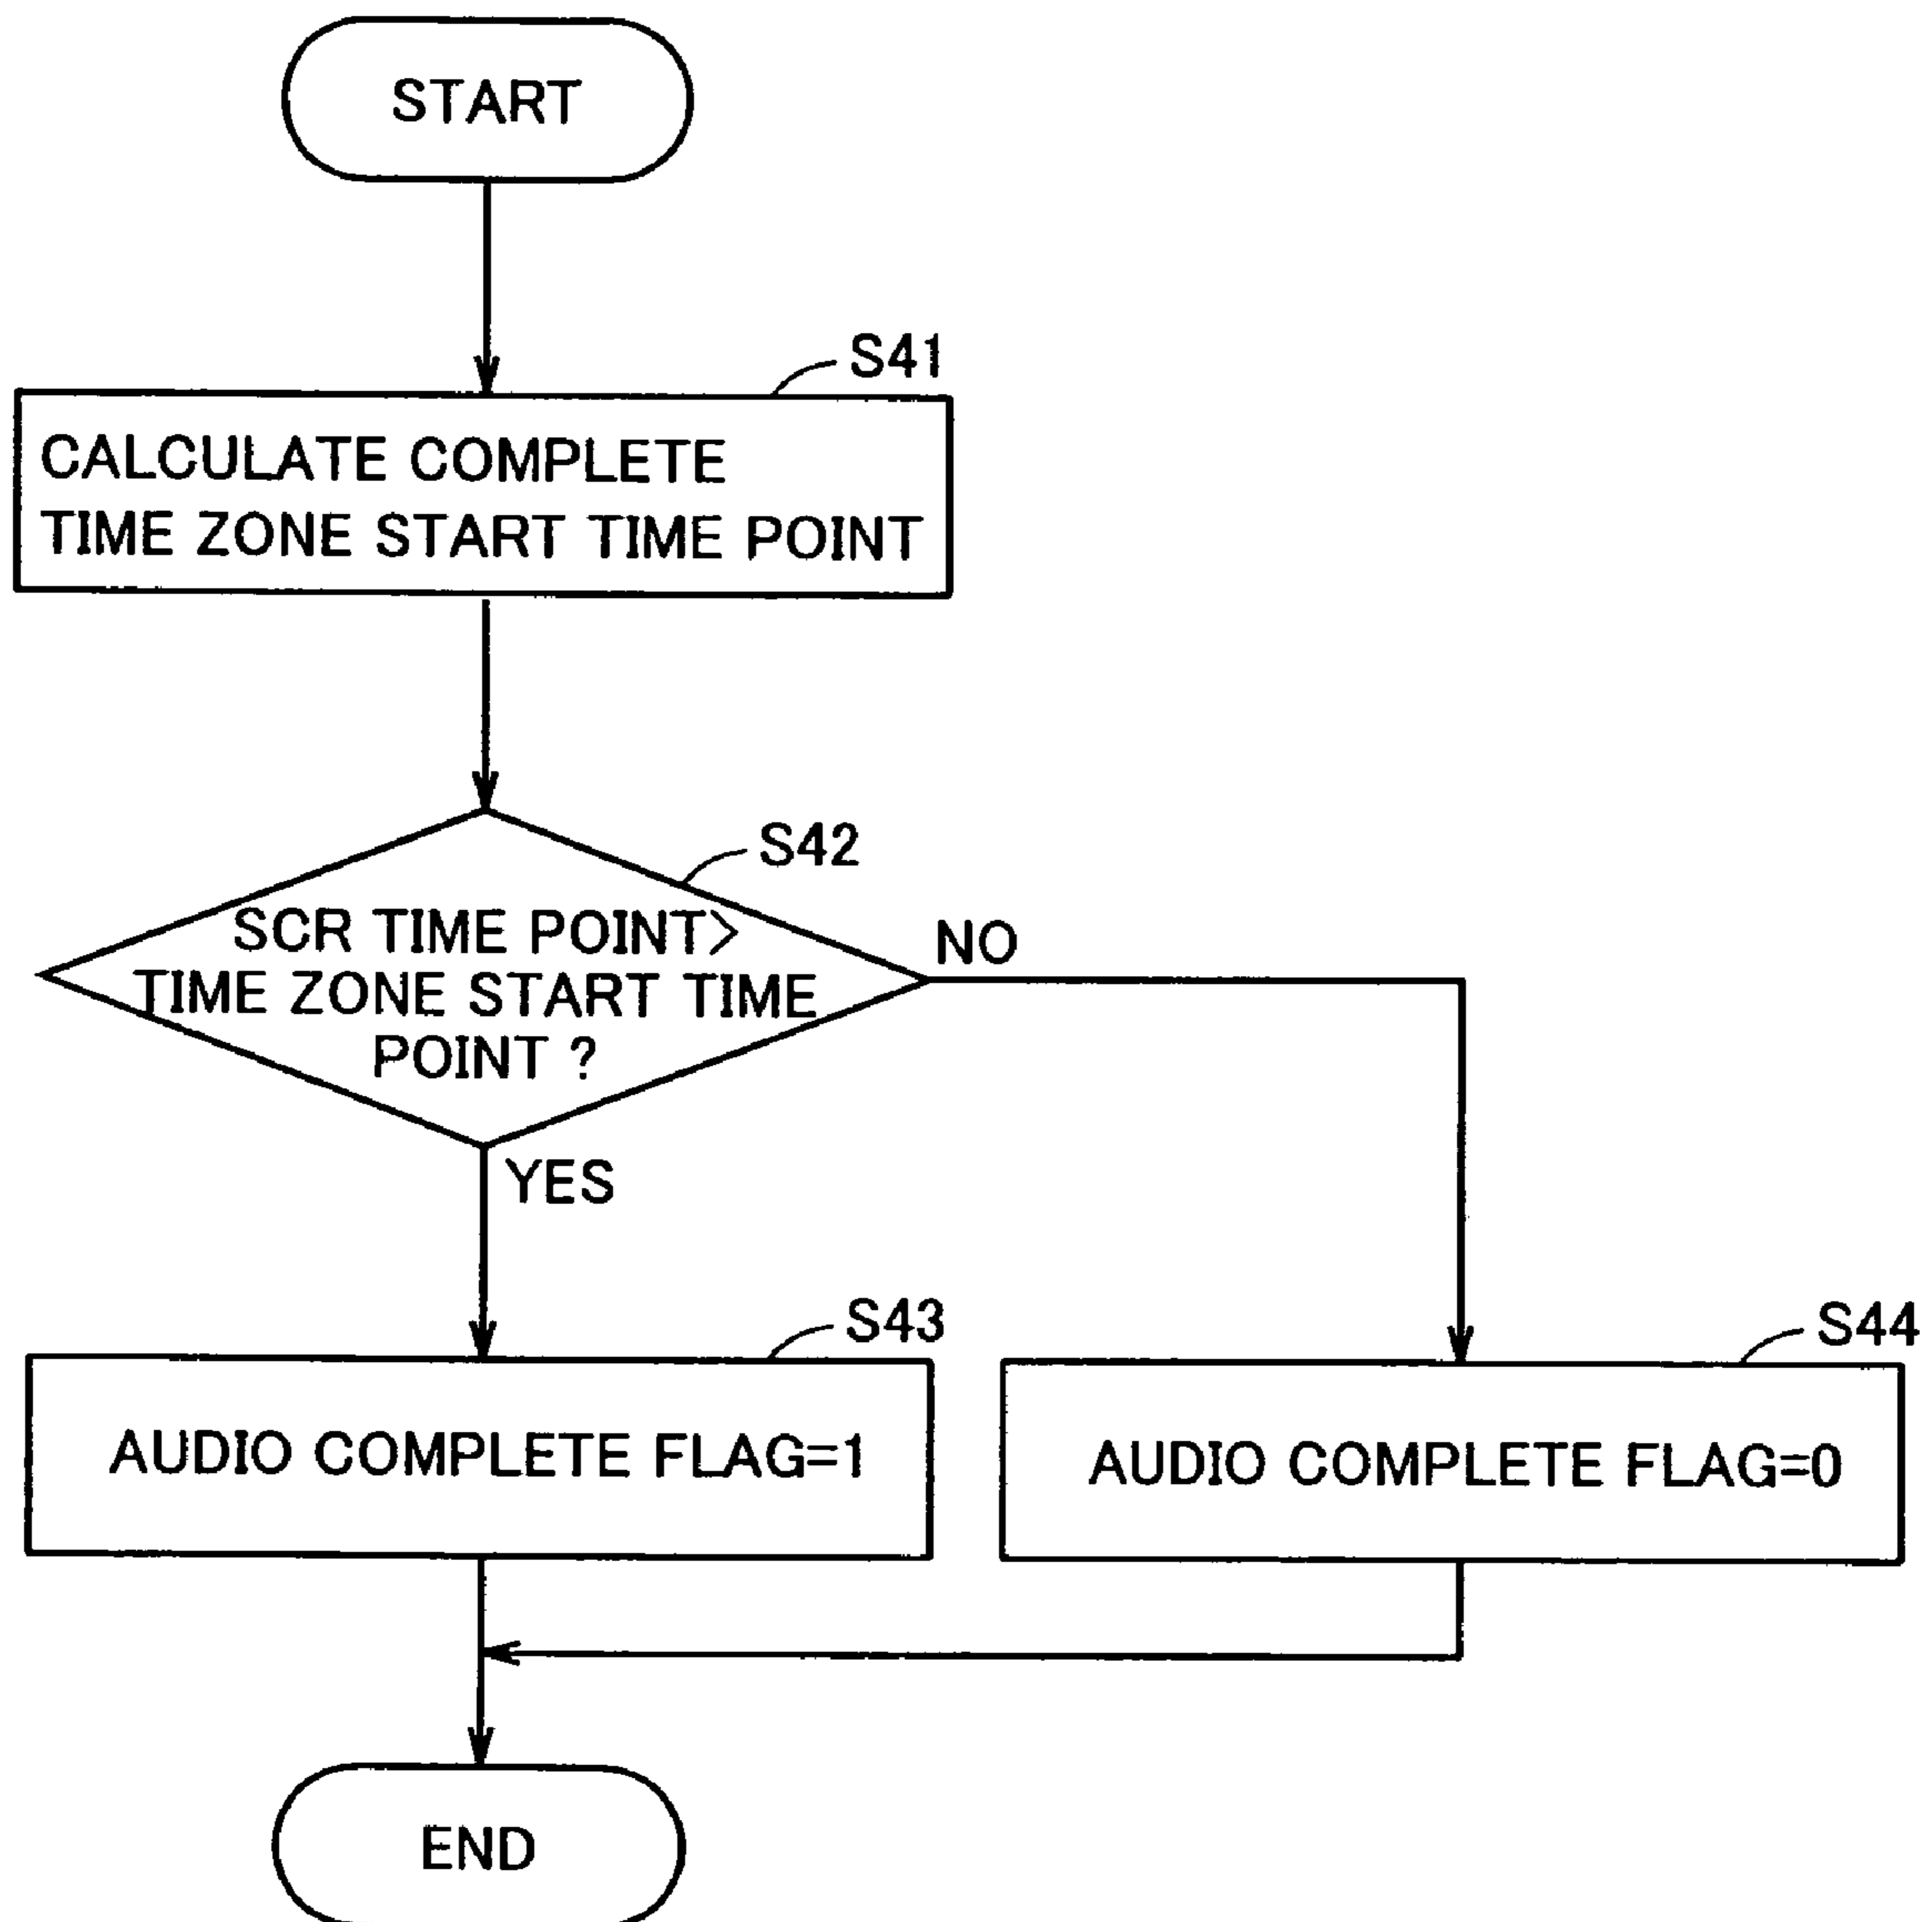 START
S41
CALCULATE COMPLETE
TIME ZONE START TIME POINT
S42
SCR TIME POINT>
TIME ZONE START TIME
POINT ?
NO
YES
S43
AUDIO COMPLETE FLAG=1
S44
AUDIO COMPLETE FLAG=0
END